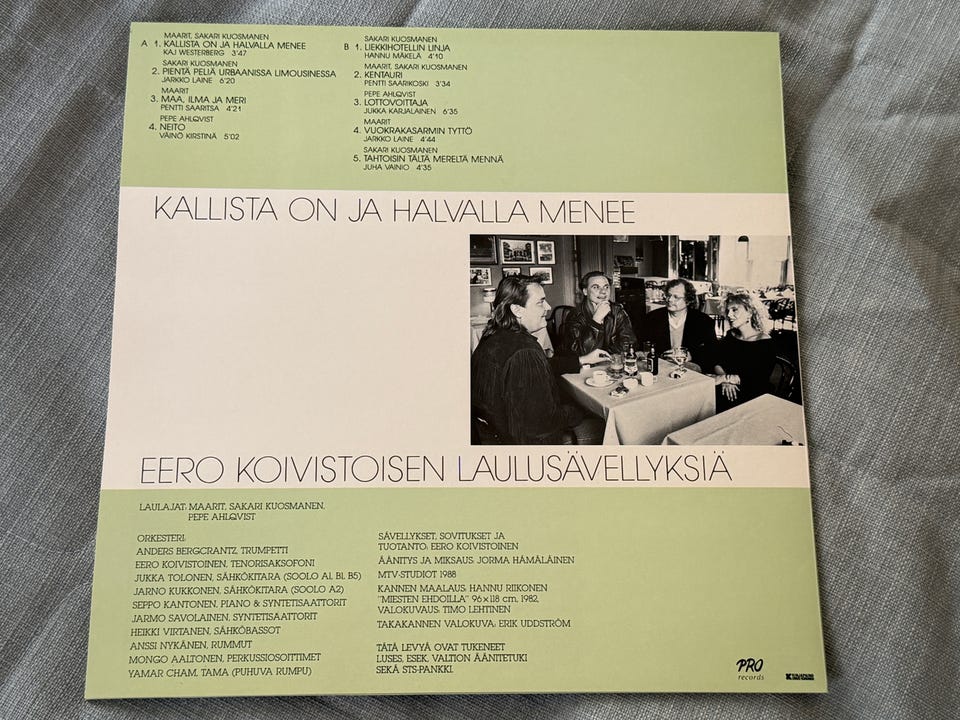 MAARIT, SAKARI KUOSMANEN
A 1. KALLISTA ON JA HALVALLA MENEE
KAJ WESTERBERG 3'47
SAKARI KUOSMANEN
2. PIENTÄ PELIÄ URBAANISSA LIMOUSINESSA
JARKKO LAINE 6'20
MAARIT
3. MAA, ILMA JA MERI
PENTTI SAARITSA 4'21
PEPE AHLQVIST
4. NEITO
VÄINÖ KIRSTINÄ 5'02
SAKARI KUOSMANEN
B 1. LIEKKIHOTELLIN LINJA
HANNU MÄKELÄ 4'10
MAARIT, SAKARI KUOSMANEN
2. KENTAURI
PENTTI SAARIKOSKI 3'34
PEPE AHLQVIST
3. LOTTOVOITTAJA
JUKKA KARJALAINEN 6'35
MAARIT
4. VUOKRAKASARMIN TYTTÖ
JARKKO LAINE 4'44
SAKARI KUOSMANEN
5. TAHTOISIN TÄLTÄ MERELTÄ MENNÄ
JUHA VAINIO 4'35
KALLISTA ON JA HALVALLA MENEE
EERO KOIVISTOISEN LAULUSÄVELLYKSIÄ
LAULAJAT: MAARIT, SAKARI KUOSMANEN,
PEPE AHLQVIST
ORKESTERI:
ANDERS BERGCRANTZ, TRUMPETTI
EERO KOIVISTOINEN, TENORISAKSOFONI
JUKKA TOLONEN, SÄHKÖKITARA (SOOLO A1, B1, B5)
JARNO KUKKONEN, SÄHKÖKITARA (SOOLO A2)
SEPPO KANTONEN, PIANO & SYNTETISAATTORIT
JARMO SAVOLAINEN, SYNTETISAATTORIT
HEIKKI VIRTANEN, SÄHKÖBASSOT
ANSSI NYKÄNEN, RUMMUT
MONGO AALTONEN, PERKUSSIOSOITTIMET
YAMAR CHAM, TAMA (PUHUVA RUMPU)
SÄVELLYKSET, SOVITUKSET JA
TUOTANTO: EERO KOIVISTOINEN
ÄÄNITYS JA MIKSAUS: JORMA HÄMÄLÄINEN
MTV-STUDIOT 1988
KANNEN MAALAUS: HANNU RIIKONEN
"MIESTEN EHDOILLA" 96×118 cm, 1982,
VALOKUVAUS: TIMO LEHTINEN
TAKAKANNEN VALOKUVA: ERIK UDDSTRÖM
TÄTÄ LEVYÄ OVAT TUKENEET
LUSES, ESEK, VALTION ÄÄNITETUKI
SEKÄ STS-PANKKI.
PRO
records